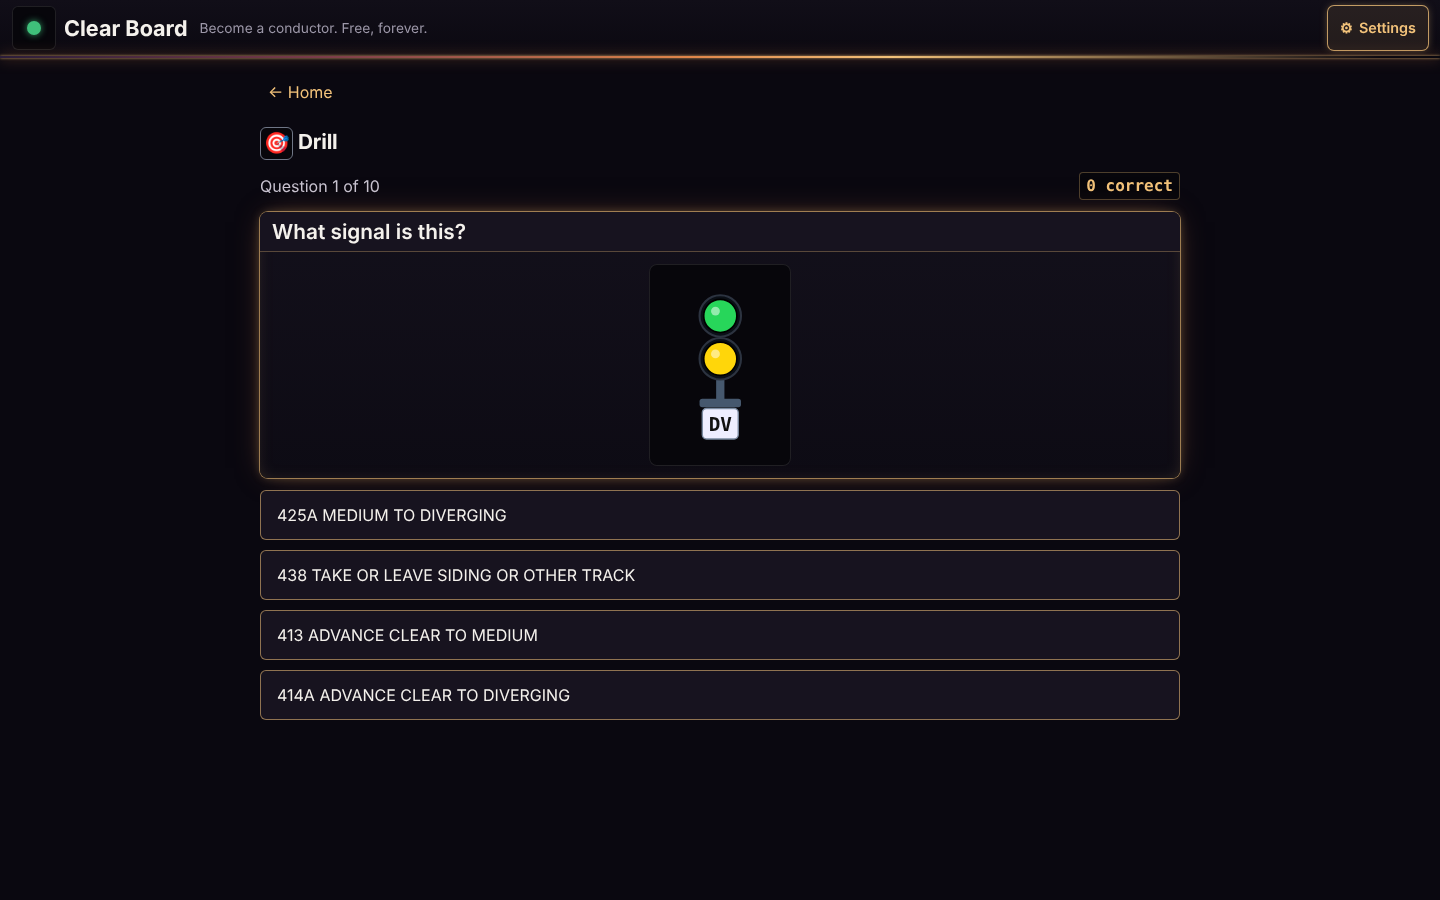 Clear Board Become a conductor. Free, forever.
⚙ Settings
← Home
🎯 Drill
Question 1 of 10
0 correct
What signal is this?
DV
425A MEDIUM TO DIVERGING
438 TAKE OR LEAVE SIDING OR OTHER TRACK
413 ADVANCE CLEAR TO MEDIUM
414A ADVANCE CLEAR TO DIVERGING